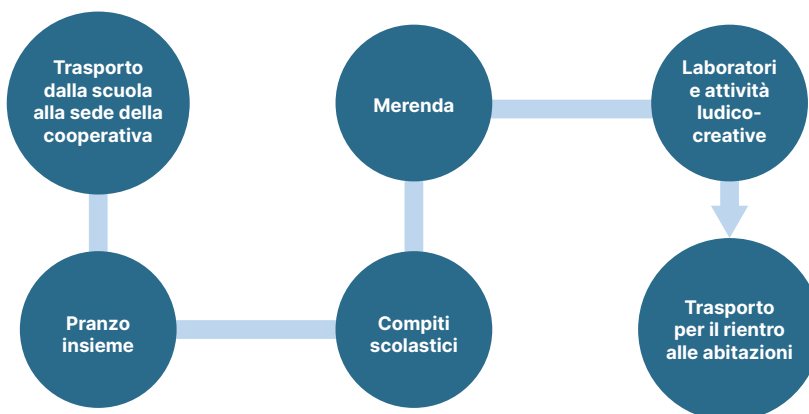 Trasporto
dalla scuola
alla sede della
cooperativa
Pranzo
insieme
Compiti
scolastici
Merenda
Laboratori
e attività
ludico-
creative
Trasporto
per il rientro
alle abitazioni